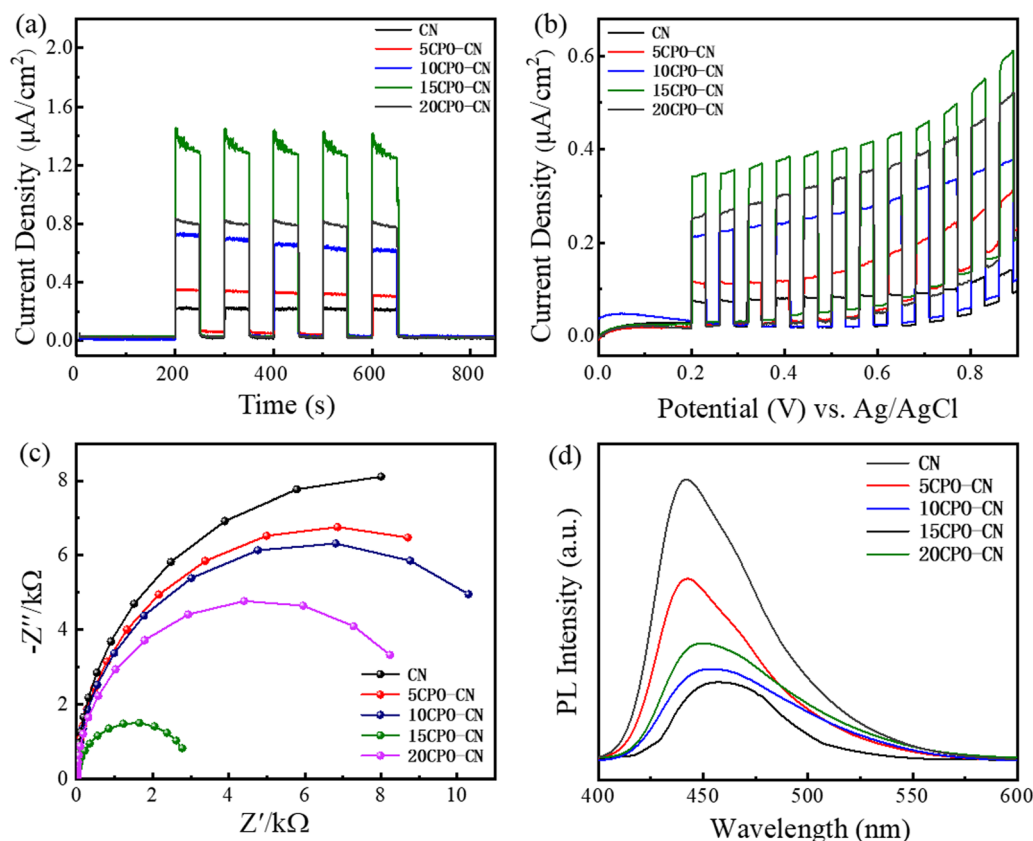 (a)
CN
5CPO-CN
10CPO-CN
15CPO-CN
20CPO-CN
Current Density (μA/cm²)
2.0
1.6
1.2
0.8
0.4
0.0
0 200 400 600 800
Time (s)
(b)
CN
5CPO-CN
10CPO-CN
15CPO-CN
20CPO-CN
Current Density (μA/cm²)
0.6
0.4
0.2
0.0
0.0 0.2 0.4 0.6 0.8
Potential (V) vs. Ag/AgCl
(c)
-Z''/kΩ
8
6
4
2
0
CN
5CPO-CN
10CPO-CN
15CPO-CN
20CPO-CN
0 2 4 6 8 10
Z'/kΩ
(d)
CN
5CPO-CN
10CPO-CN
15CPO-CN
20CPO-CN
PL Intensity (a.u.)
400 450 500 550 600
Wavelength (nm)